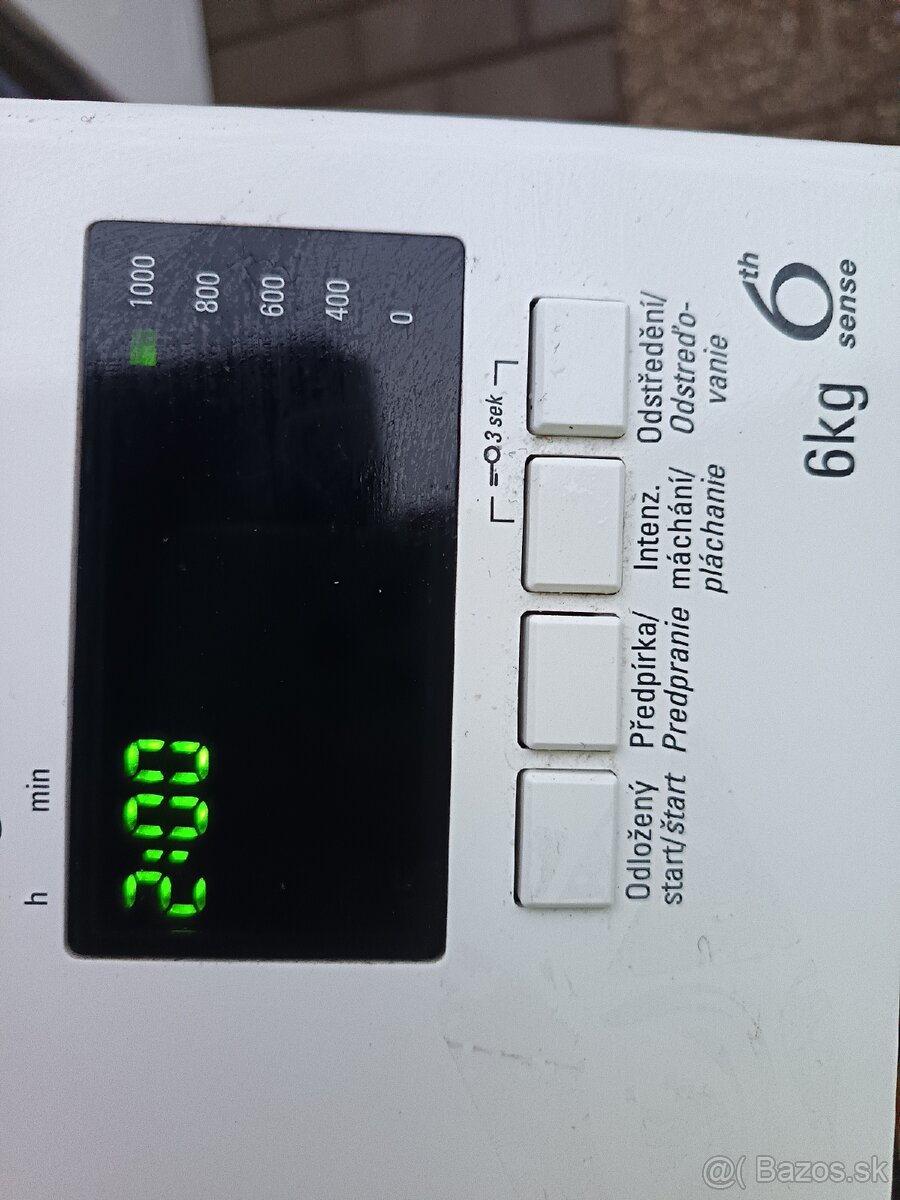 h min
2:00
1000
800
600
400
0
3 sek
Odložený
start/štart
Předpírka/
Predpranie
Intenz.
máchání/
pláchanie
Odstředění/
Odstreďo-
vanie
6kg
6th
sense
@( Bazos.sk